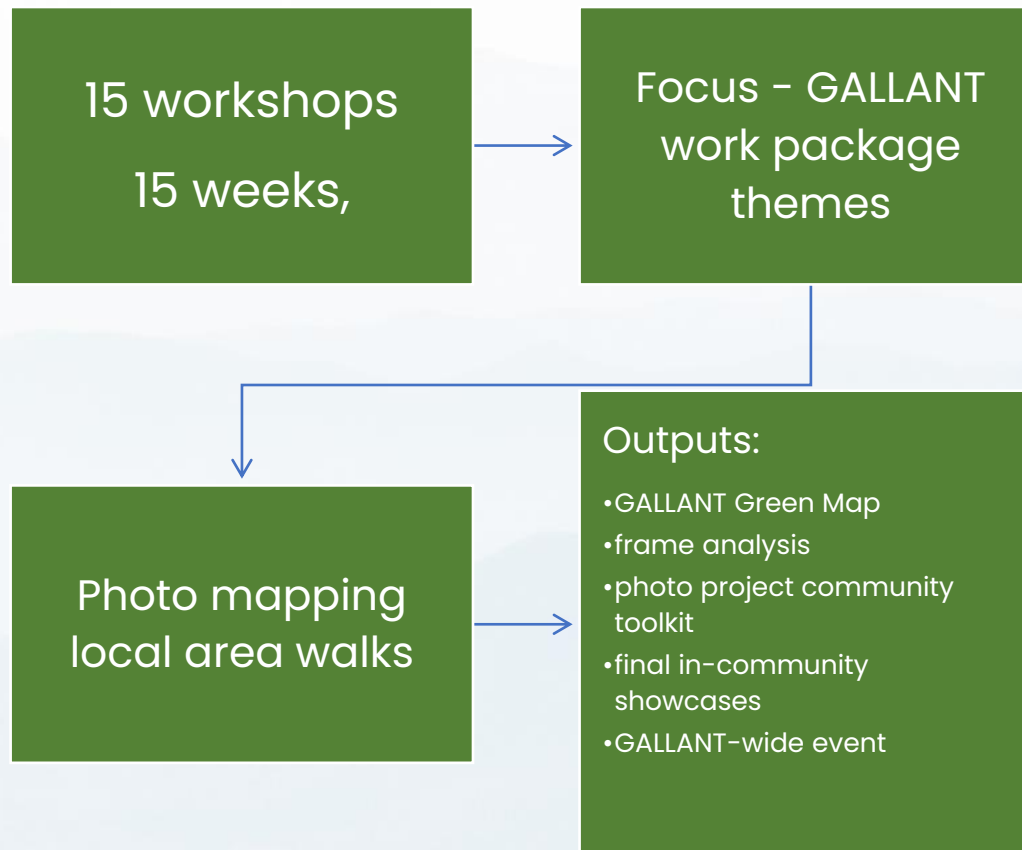 15 workshops
15 weeks,
Focus - GALLANT
work package
themes
Photo mapping
local area walks
Outputs:
•GALLANT Green Map
•frame analysis
•photo project community
toolkit
•final in-community
showcases
•GALLANT-wide event